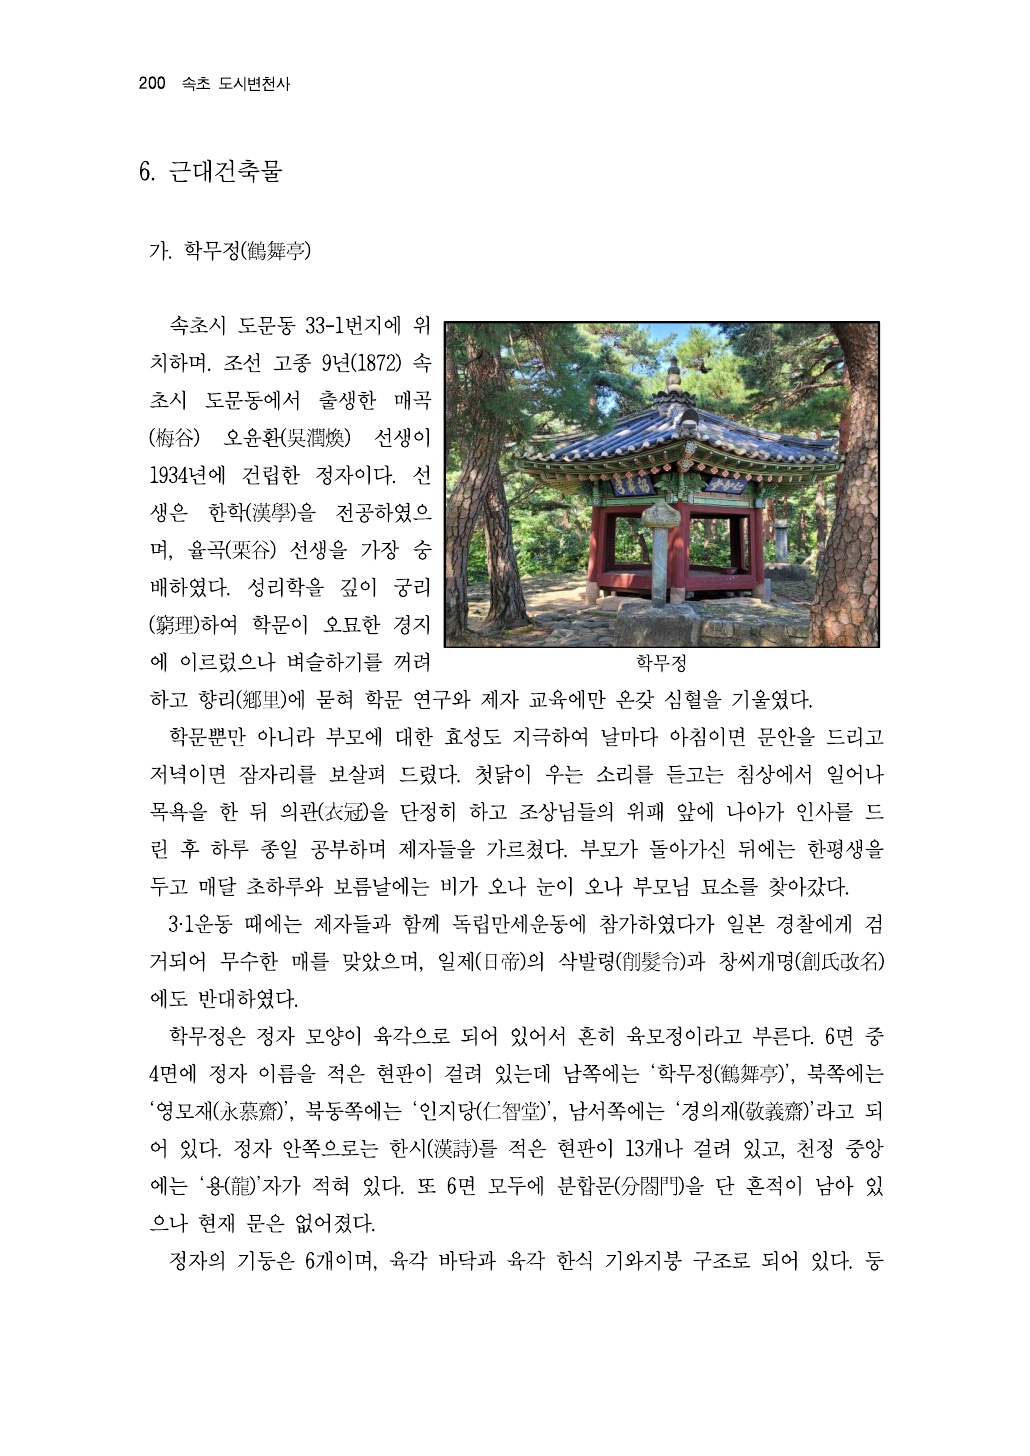 200 속초 도시변천사
6. 근대건축물
가. 학무정(鶴舞亭)
속초시 도문동 33-1번지에 위
치하며. 조선 고종 9년(1872) 속
초시 도문동에서 출생한 매곡
(梅谷) 오윤환(吳潤煥) 선생이
1934년에 건립한 정자이다. 선
생은 한학(漢學)을 전공하였으
며, 율곡(栗谷) 선생을 가장 숭
배하였다. 성리학을 깊이 궁리
(窮理)하여 학문이 오묘한 경지
에 이르렀으나 벼슬하기를 꺼려
학무정
하고 향리(鄕里)에 묻혀 학문 연구와 제자 교육에만 온갖 심혈을 기울였다.
학문뿐만 아니라 부모에 대한 효성도 지극하여 날마다 아침이면 문안을 드리고
저녁이면 잠자리를 보살펴 드렸다. 첫닭이 우는 소리를 듣고는 침상에서 일어나
목욕을 한 뒤 의관(衣冠)을 단정히 하고 조상님들의 위패 앞에 나아가 인사를 드
린 후 하루 종일 공부하며 제자들을 가르쳤다. 부모가 돌아가신 뒤에는 한평생을
두고 매달 초하루와 보름날에는 비가 오나 눈이 오나 부모님 묘소를 찾아갔다.
3·1운동 때에는 제자들과 함께 독립만세운동에 참가하였다가 일본 경찰에게 검
거되어 무수한 매를 맞았으며, 일제(日帝)의 삭발령(削髮令)과 창씨개명(創氏改名)
에도 반대하였다.
학무정은 정자 모양이 육각으로 되어 있어서 흔히 육모정이라고 부른다. 6면 중
4면에 정자 이름을 적은 현판이 걸려 있는데 남쪽에는 ‘학무정(鶴舞亭)’, 북쪽에는
‘영모재(永慕齋)’, 북동쪽에는 ‘인지당(仁智堂)’, 남서쪽에는 ‘경의재(敬義齋)’라고 되
어 있다. 정자 안쪽으로는 한시(漢詩)를 적은 현판이 13개나 걸려 있고, 천정 중앙
에는 ‘용(龍)’자가 적혀 있다. 또 6면 모두에 분합문(分閤門)을 단 흔적이 남아 있
으나 현재 문은 없어졌다.
정자의 기둥은 6개이며, 육각 바닥과 육각 한식 기와지붕 구조로 되어 있다. 둥